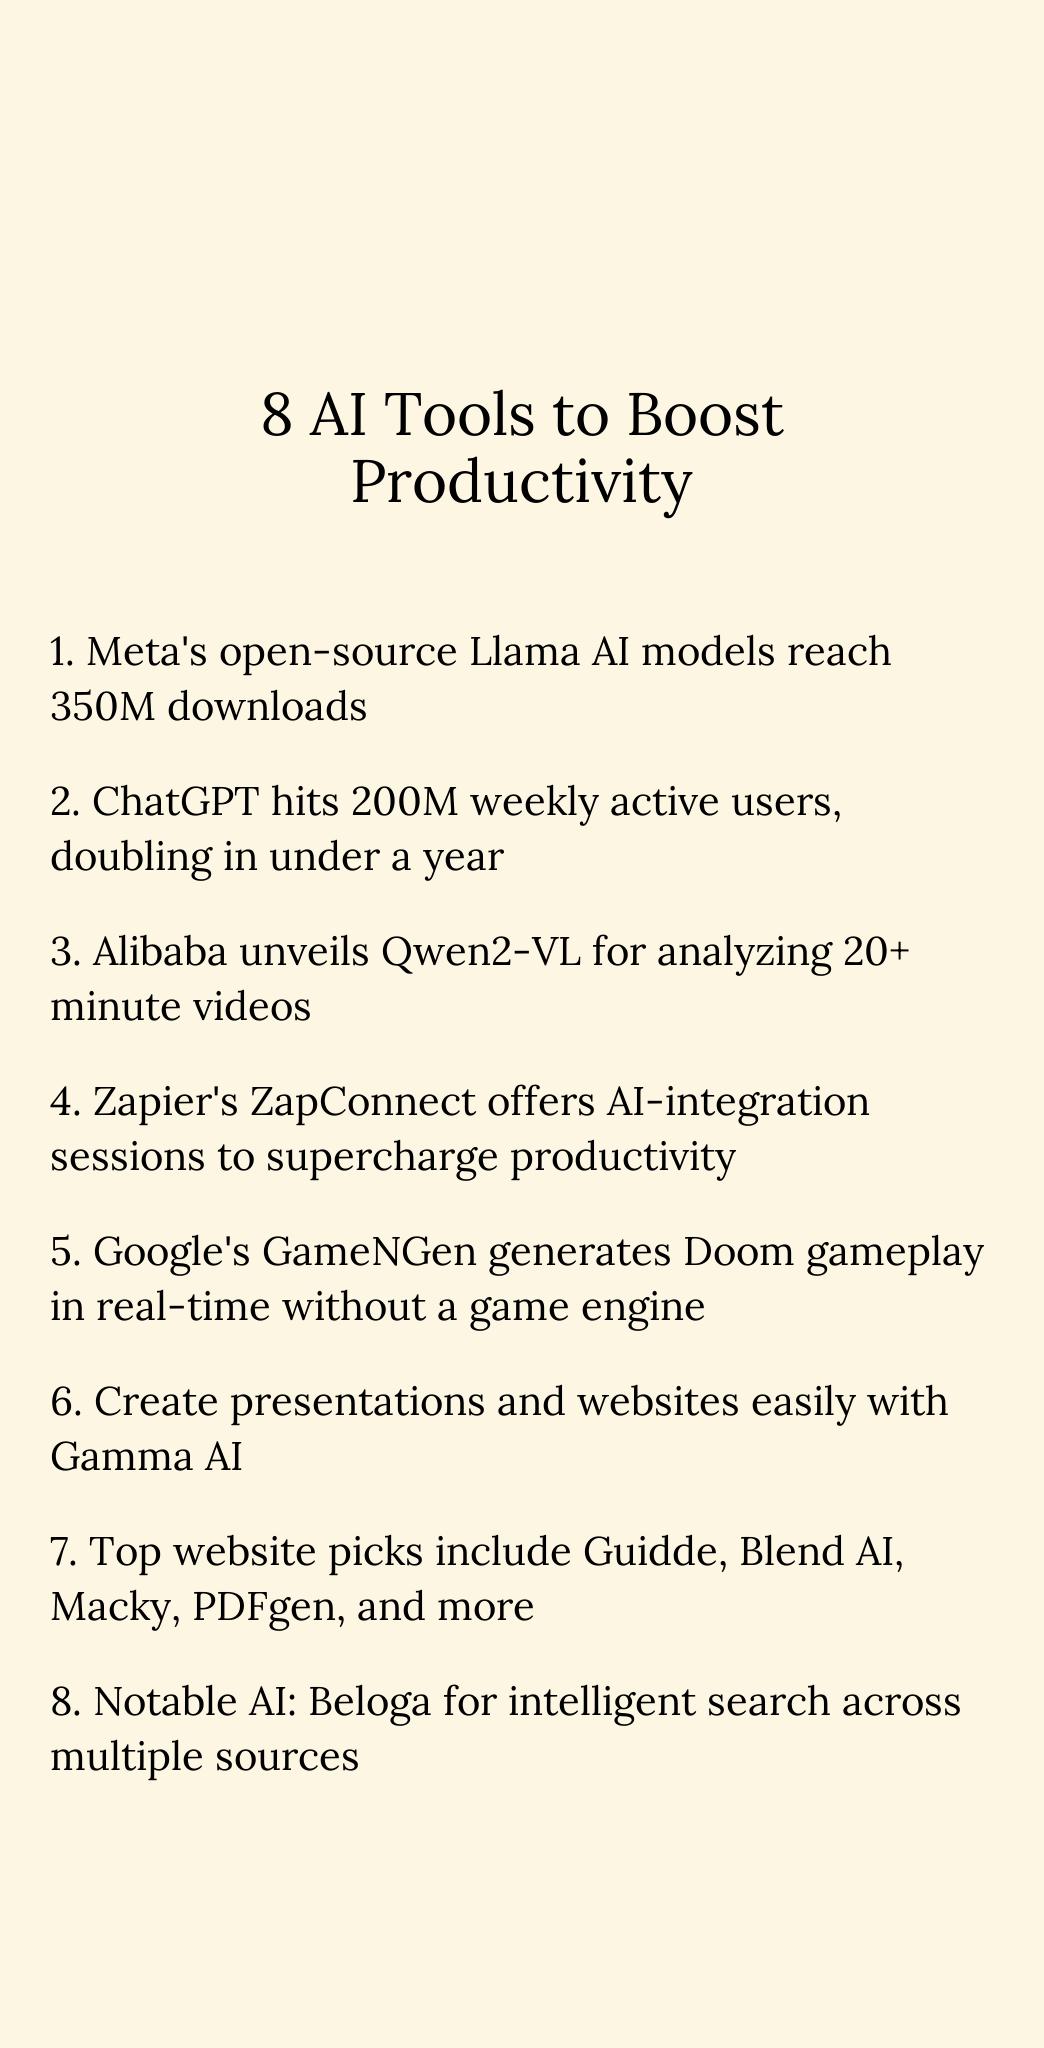 8 AI Tools to Boost
Productivity
1. Meta's open-source Llama AI models reach
350M downloads
2. ChatGPT hits 200M weekly active users,
doubling in under a year
3. Alibaba unveils Qwen2-VL for analyzing 20+
minute videos
4. Zapier's ZapConnect offers AI-integration
sessions to supercharge productivity
5. Google's GameNGen generates Doom gameplay
in real-time without a game engine
6. Create presentations and websites easily with
Gamma AI
7. Top website picks include Guidde, Blend AI,
Macky, PDFgen, and more
8. Notable AI: Beloga for intelligent search across
multiple sources